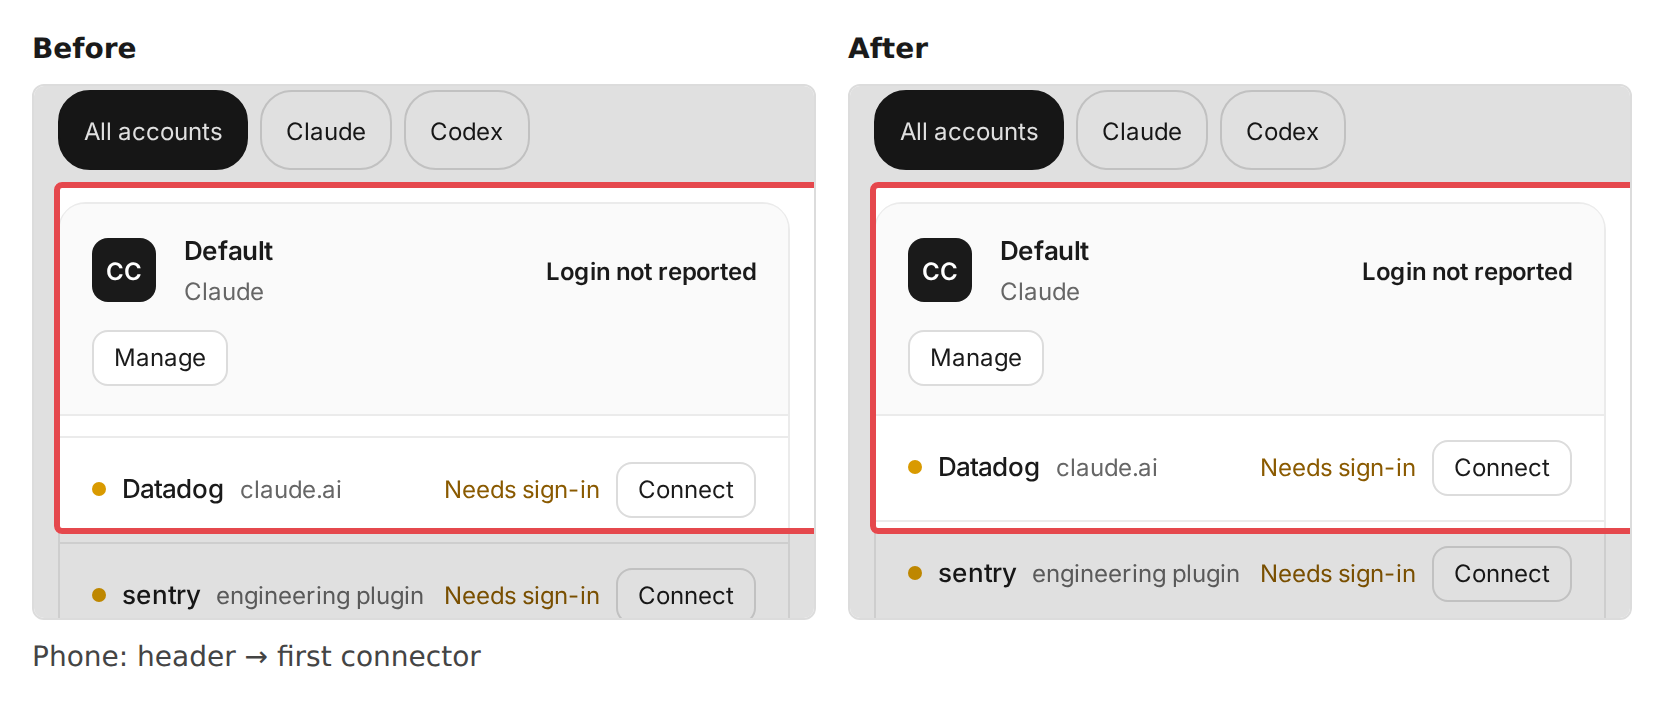 Before
All accounts Claude Codex
CC Default Login not reported
Claude
Manage
Datadog claude.ai Needs sign-in Connect
sentry engineering plugin Needs sign-in Connect
Phone: header → first connector
After
All accounts Claude Codex
CC Default Login not reported
Claude
Manage
Datadog claude.ai Needs sign-in Connect
sentry engineering plugin Needs sign-in Connect